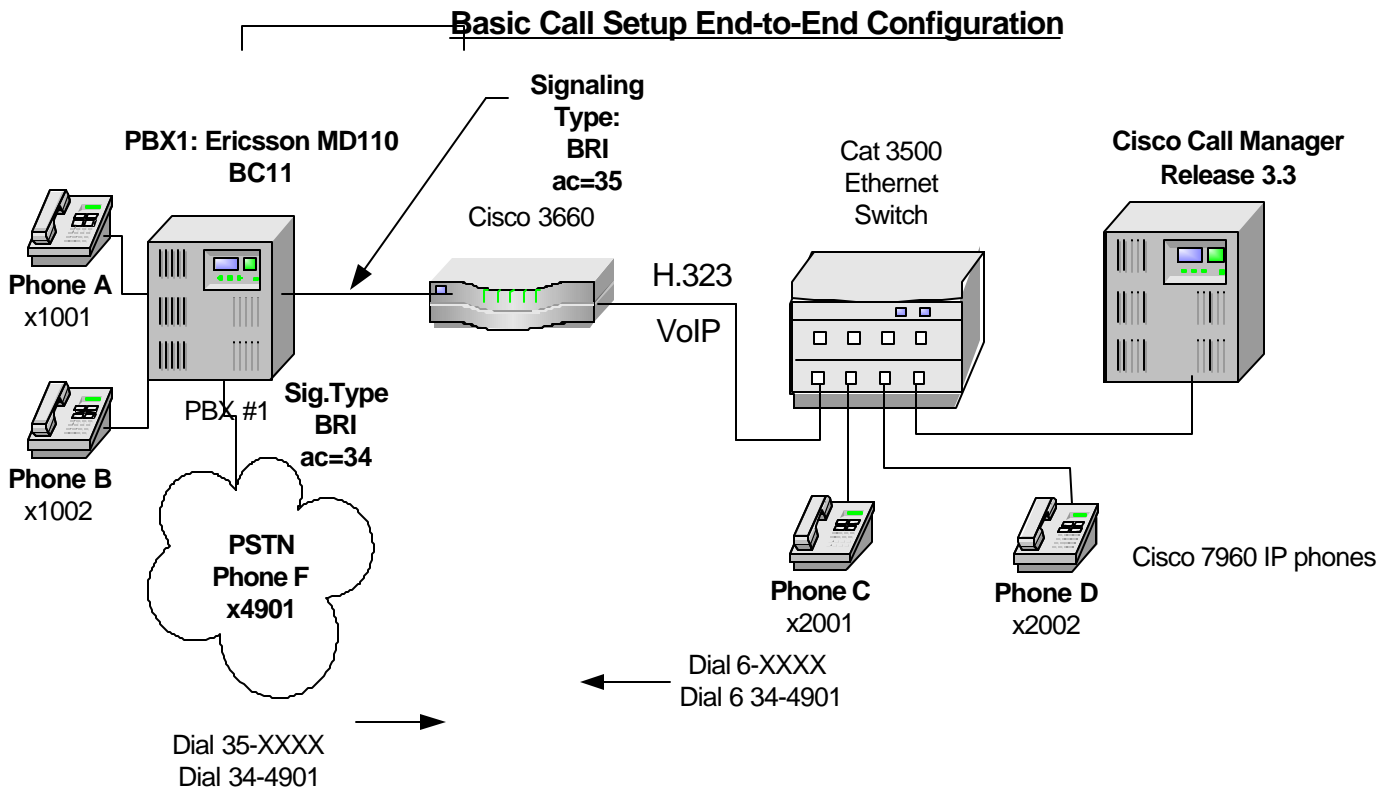 Basic Call Setup End-to-End Configuration
Signaling
Type:
BRI
ac=35
PBX1: Ericsson MD110
BC11
Cisco 3660
Cat 3500
Ethernet
Switch
Cisco Call Manager
Release 3.3
Phone A
x1001
H.323
VoIP
Phone B
x1002
PBX #1
Sig.Type
BRI
ac=34
PSTN
Phone F
x4901
Phone C
x2001
Phone D
x2002
Cisco 7960 IP phones
Dial 6-XXXX
Dial 6 34-4901
Dial 35-XXXX
Dial 34-4901